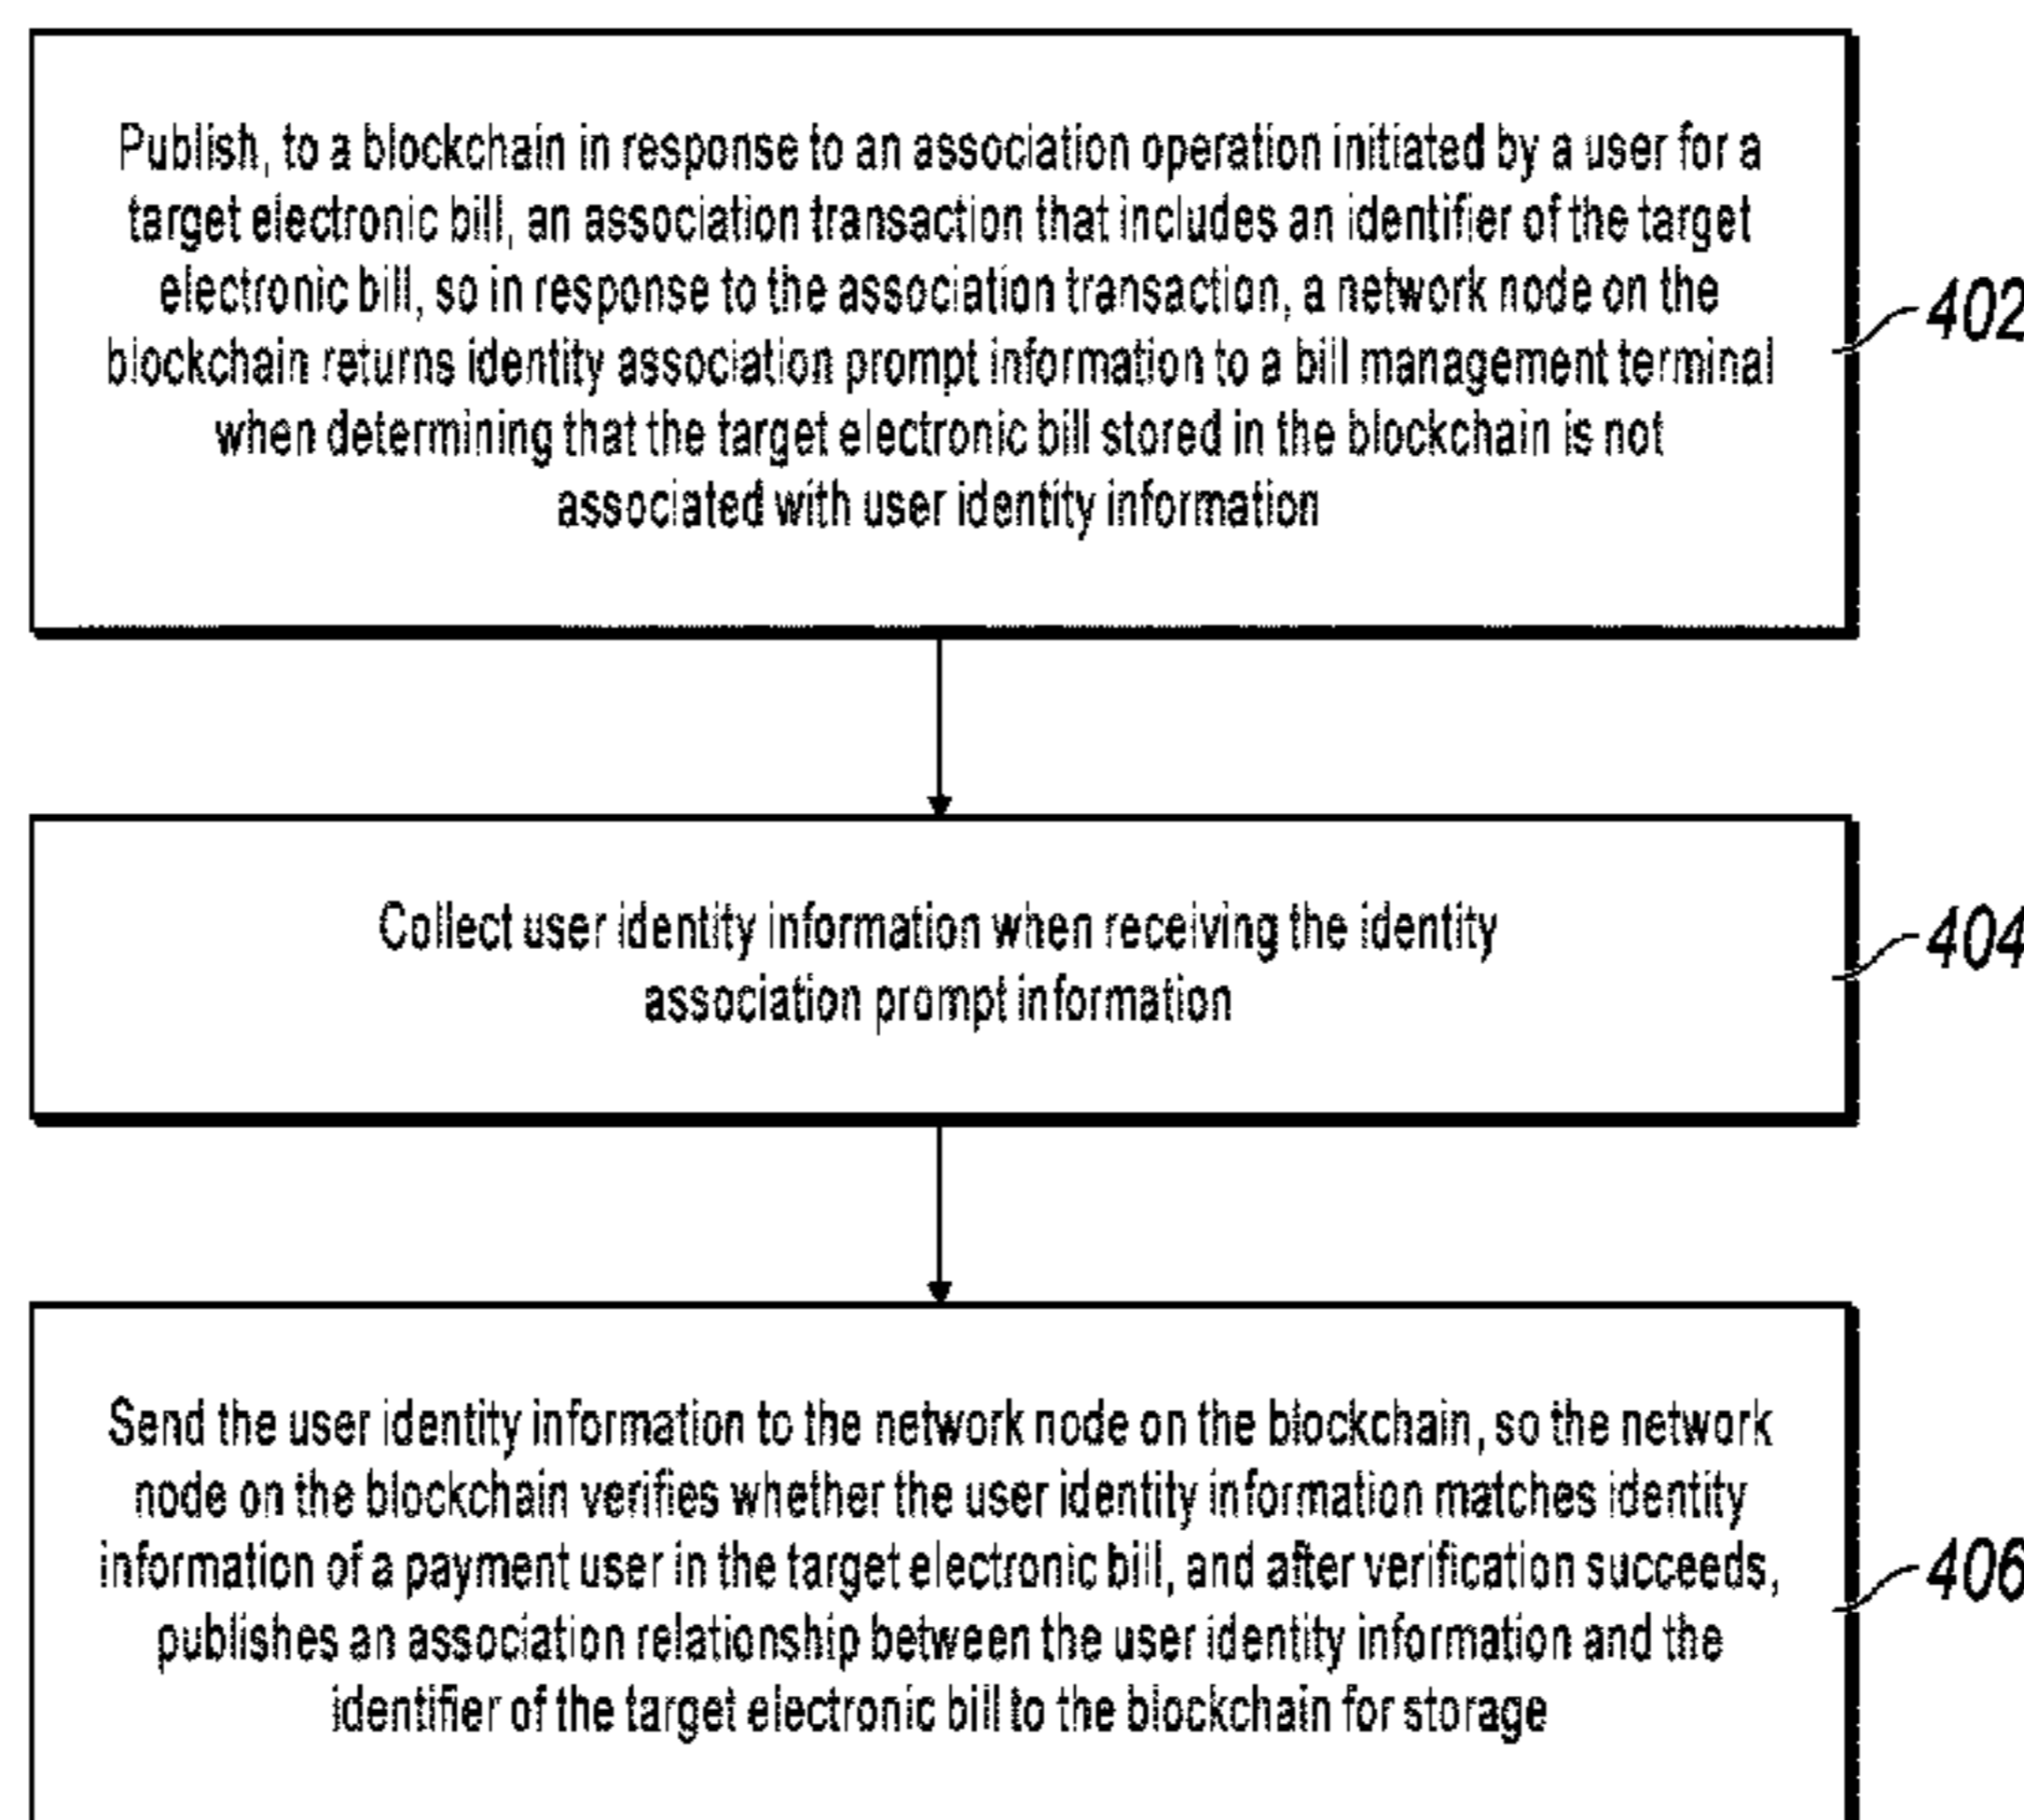 Publish, to a blockchain in response to an association operation initiated by a user for a
target electronic bill, an association transaction that includes an identifier of the target
electronic bill, so in response to the association transaction, a network node on the
blockchain returns identity association prompt information to a bill management terminal
when determining that the target electronic bill stored in the blockchain is not
associated with user identity information
402
Collect user identity information when receiving the identity
association prompt information
404
Send the user identity information to the network node on the blockchain, so the network
node on the blockchain verifies whether the user identity information matches identity
information of a payment user in the target electronic bill, and after verification succeeds,
publishes an association relationship between the user identity information and the
identifier of the target electronic bill to the blockchain for storage
406